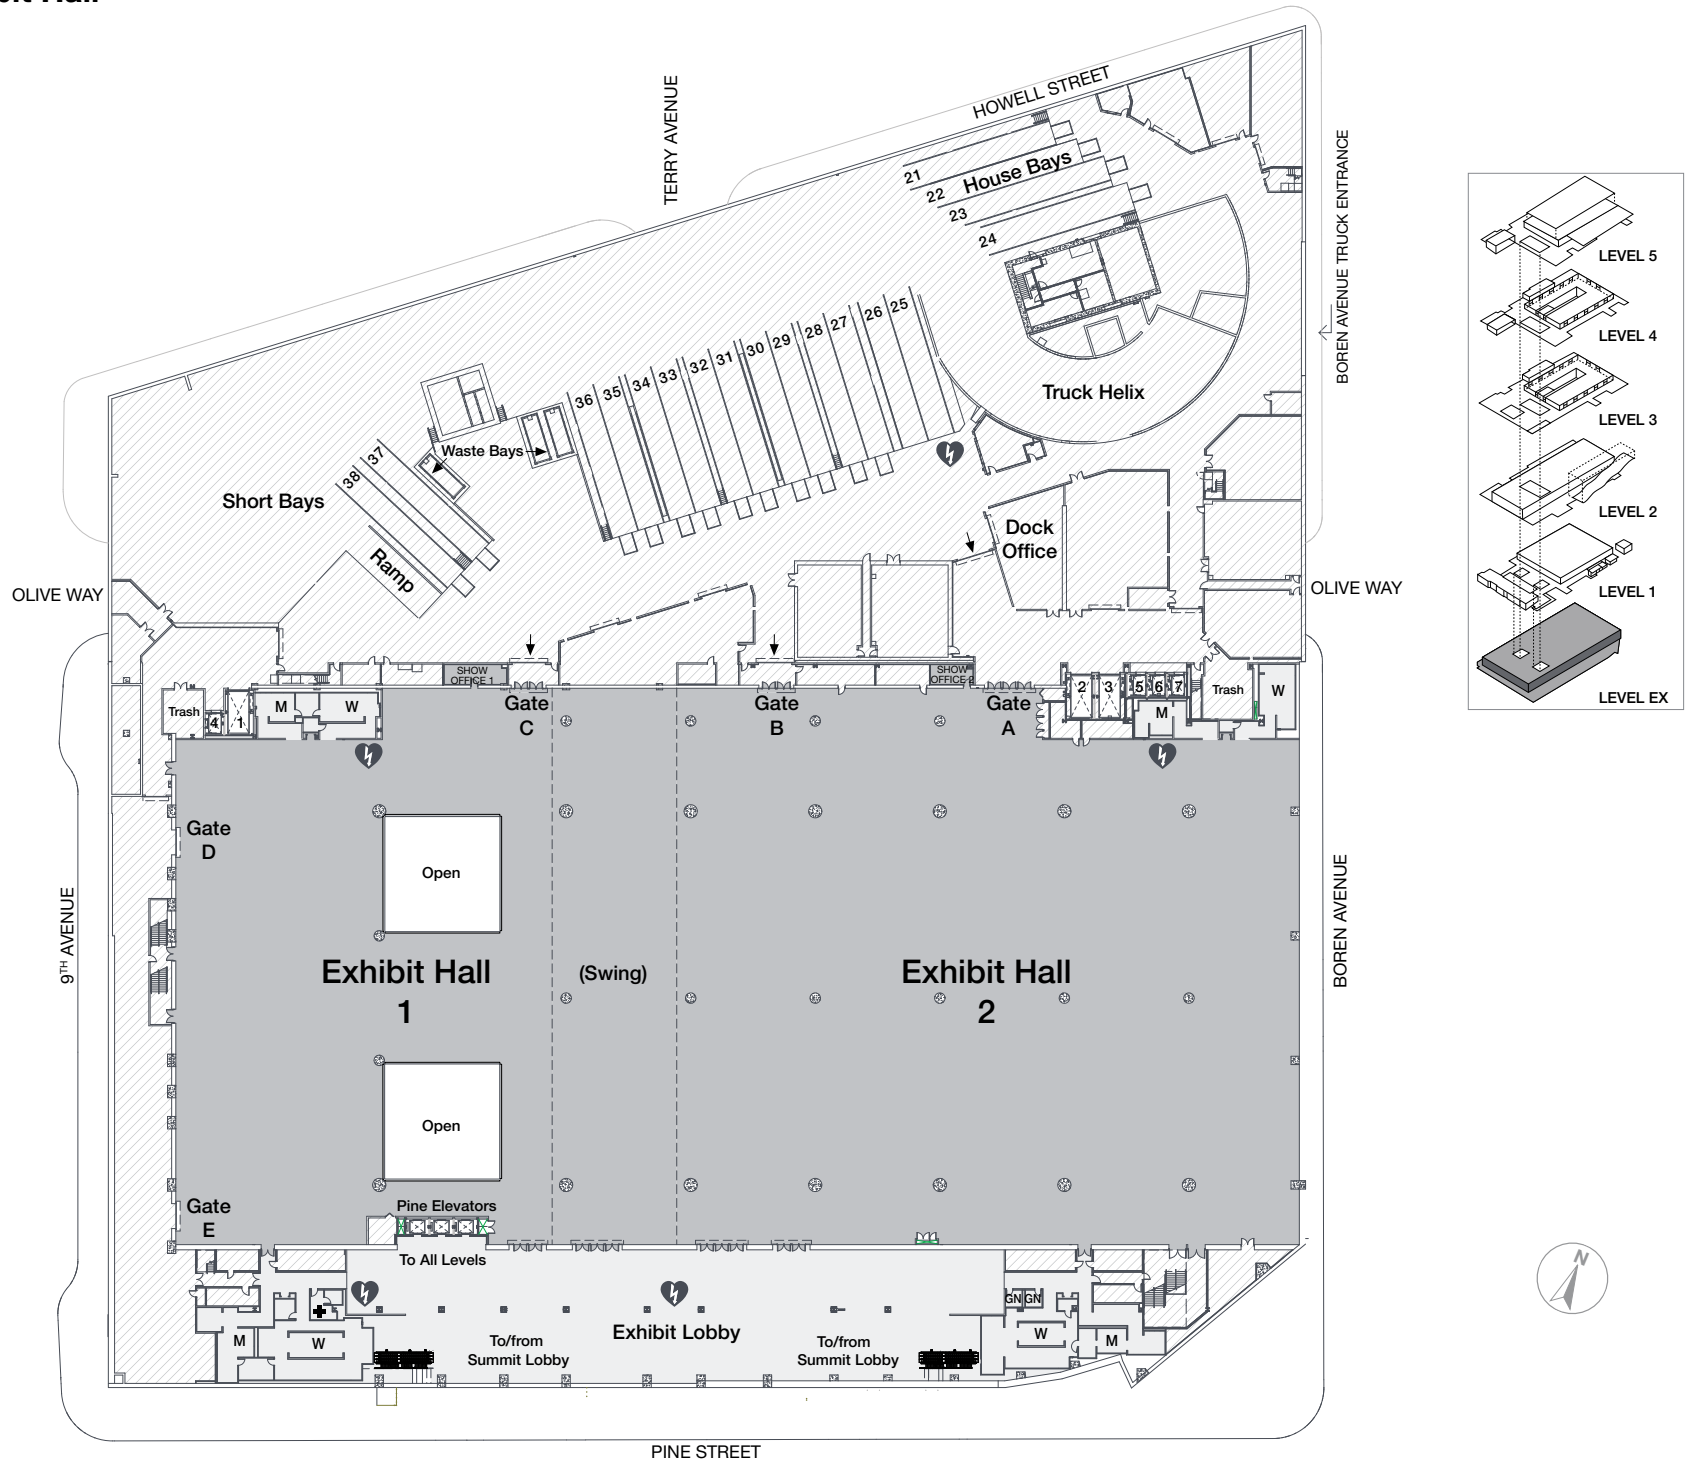 HOWELL STREET
TERRY AVENUE
BOREN AVENUE TRUCK ENTRANCE
21
22
23
24
House Bays
25
26
27
28
29
30
31
32
33
34
35
36
37
38
Truck Helix
Waste Bays
Short Bays
Ramp
Dock
Office
OLIVE WAY
OLIVE WAY
SHOW
OFFICE 1
SHOW
OFFICE 2
Trash
4
1
M
W
Gate
C
Gate
B
Gate
A
2
3
5
6
7
M
Trash
W
Gate
D
Open
9TH AVENUE
BOREN AVENUE
Exhibit Hall
1
(Swing)
Exhibit Hall
2
Open
Gate
E
Pine Elevators
To All Levels
M
W
To/from
Summit Lobby
Exhibit Lobby
To/from
Summit Lobby
GN
GN
W
M
PINE STREET
LEVEL 5
LEVEL 4
LEVEL 3
LEVEL 2
LEVEL 1
LEVEL EX
N